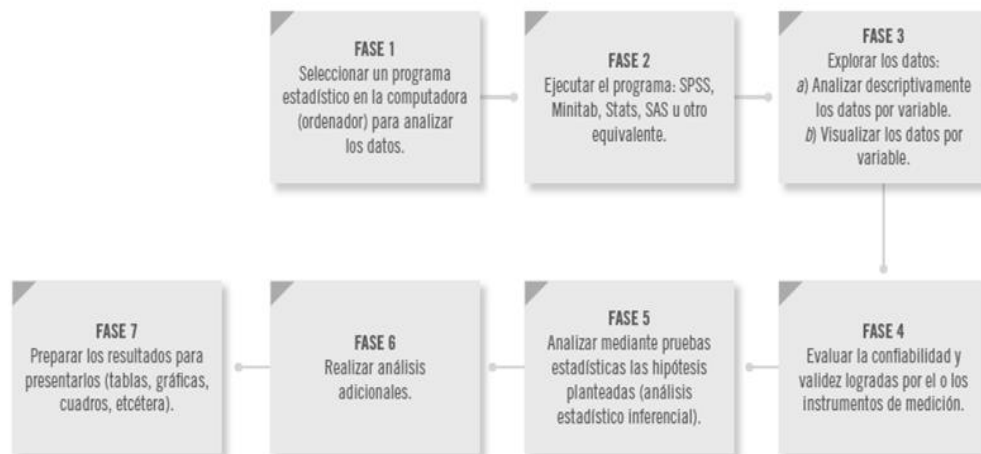 FASE 1
Seleccionar un programa
estadístico en la computadora
(ordenador) para analizar
los datos.
FASE 2
Ejecutar el programa: SPSS,
Minitab, Stats, SAS u otro
equivalente.
FASE 3
Explorar los datos:
a) Analizar descriptivamente
los datos por variable.
b) Visualizar los datos por
variable.
FASE 4
Evaluar la confiabilidad y
validez logradas por el o los
instrumentos de medición.
FASE 5
Analizar mediante pruebas
estadísticas las hipótesis
planteadas (análisis
estadístico inferencial).
FASE 6
Realizar análisis
adicionales.
FASE 7
Preparar los resultados para
presentarlos (tablas, gráficas,
cuadros, etcétera).